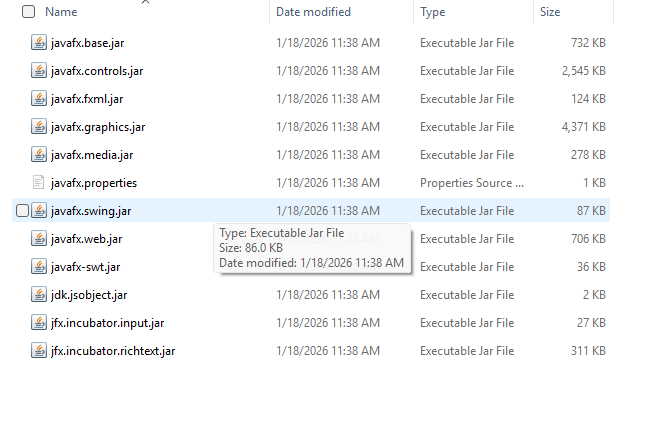 Name Date modified Type Size
javafx.base.jar 1/18/2026 11:38 AM Executable Jar File 732 KB
javafx.controls.jar 1/18/2026 11:38 AM Executable Jar File 2,545 KB
javafx.fxml.jar 1/18/2026 11:38 AM Executable Jar File 124 KB
javafx.graphics.jar 1/18/2026 11:38 AM Executable Jar File 4,371 KB
javafx.media.jar 1/18/2026 11:38 AM Executable Jar File 278 KB
javafx.properties 1/18/2026 11:38 AM Properties Source ... 1 KB
javafx.swing.jar 1/18/2026 11:38 AM Executable Jar File 87 KB
javafx.web.jar Executable Jar File 706 KB
Type: Executable Jar File
Size: 86.0 KB
Date modified: 1/18/2026 11:38 AM
javafx-swt.jar Executable Jar File 36 KB
jdk.jsobject.jar 1/18/2026 11:38 AM Executable Jar File 2 KB
jfx.incubator.input.jar 1/18/2026 11:38 AM Executable Jar File 27 KB
jfx.incubator.richtext.jar 1/18/2026 11:38 AM Executable Jar File 311 KB